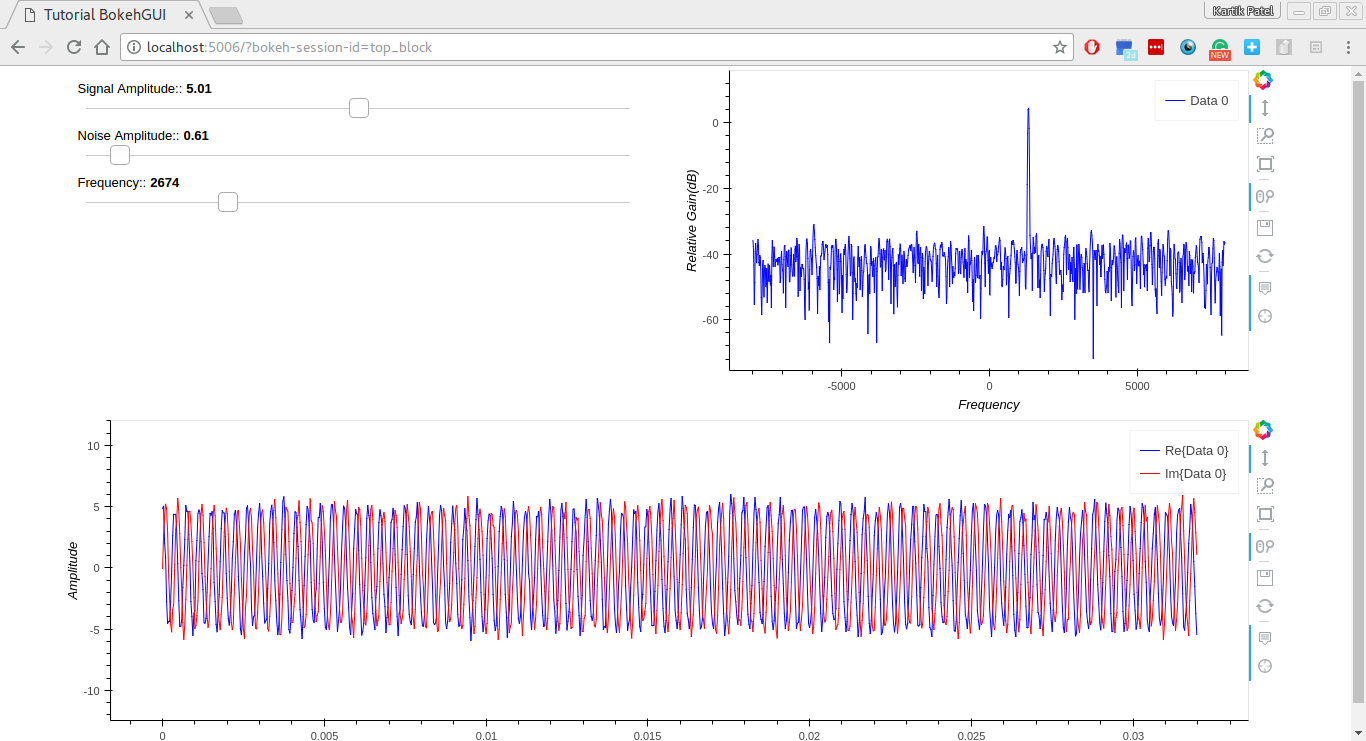 Tutorial BokehGUI
Kartik Patel
localhost:5006/?bokeh-session-id=top_block
24
NEW
Signal Amplitude:: 5.01
Noise Amplitude:: 0.61
Frequency:: 2674
Data 0
Relative Gain(dB)
0
-20
-40
-60
-5000
0
5000
Frequency
Re{Data 0}
Im{Data 0}
Amplitude
10
5
0
-5
-10
0
0.005
0.01
0.015
0.02
0.025
0.03